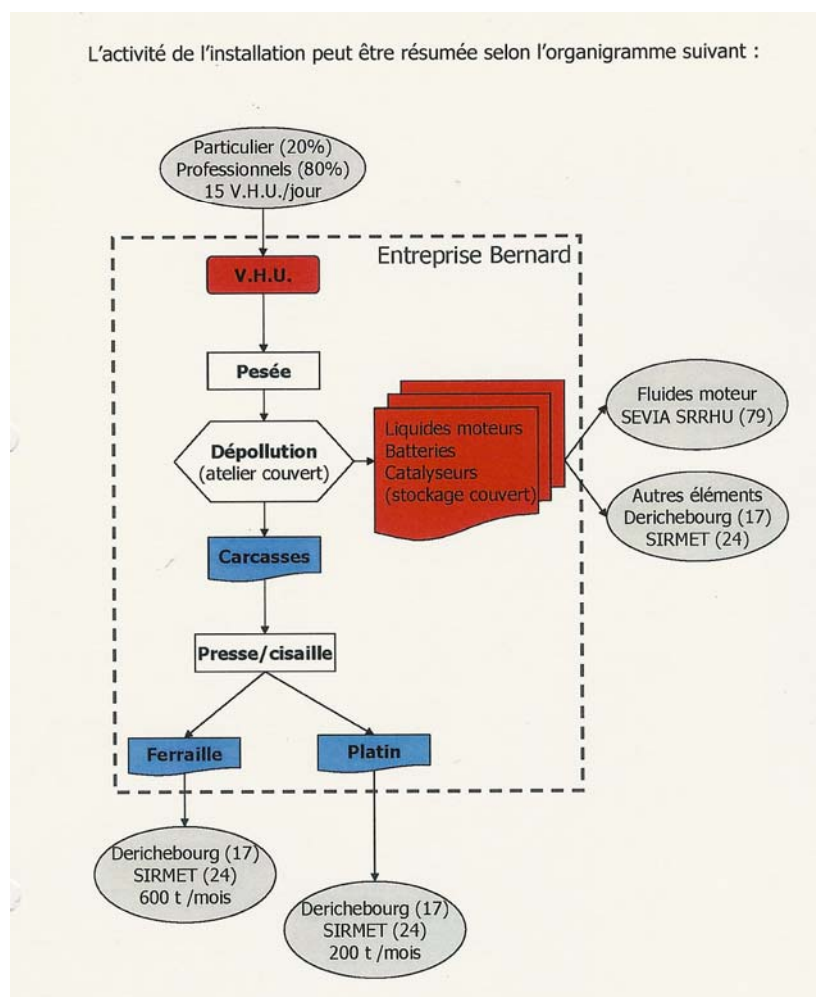 L'activité de l'installation peut être résumée selon l'organigramme suivant :
Particulier (20%)
Professionnels (80%)
15 V.H.U./jour
Entreprise Bernard
V.H.U.
Pesée
Dépollution
(atelier couvert)
Liquides moteurs
Batteries
Catalyseurs
(stockage couvert)
Fluides moteur
SEVIA SRRHU (79)
Autres éléments
Derichebourg (17)
SIRMET (24)
Carcasses
Presse/cisaille
Ferraille
Platin
Derichebourg (17)
SIRMET (24)
600 t /mois
Derichebourg (17)
SIRMET (24)
200 t /mois